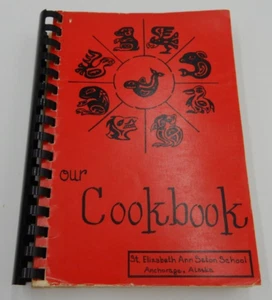 our
Cookbook
St. Elizabeth Ann Seton School
Anchorage, Alaska